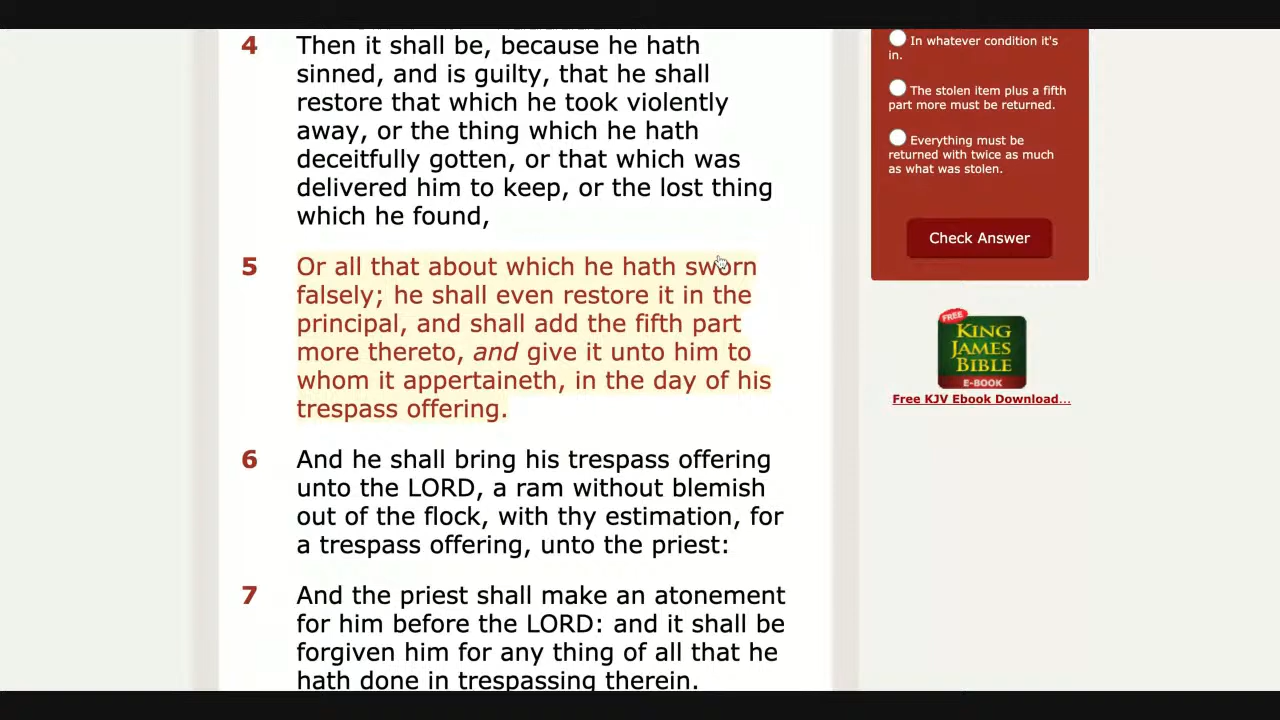 4 Then it shall be, because he hath
sinned, and is guilty, that he shall
restore that which he took violently
away, or the thing which he hath
deceitfully gotten, or that which was
delivered him to keep, or the lost thing
which he found,
5 Or all that about which he hath sworn
falsely; he shall even restore it in the
principal, and shall add the fifth part
more thereto, and give it unto him to
whom it appertaineth, in the day of his
trespass offering.
6 And he shall bring his trespass offering
unto the LORD, a ram without blemish
out of the flock, with thy estimation, for
a trespass offering, unto the priest:
7 And the priest shall make an atonement
for him before the LORD: and it shall be
forgiven him for any thing of all that he
hath done in trespassing therein.
In whatever condition it's
in.
The stolen item plus a fifth
part more must be returned.
Everything must be
returned with twice as much
as what was stolen.
Check Answer
FREE
KING
JAMES
BIBLE
E-BOOK
Free KJV Ebook Download...